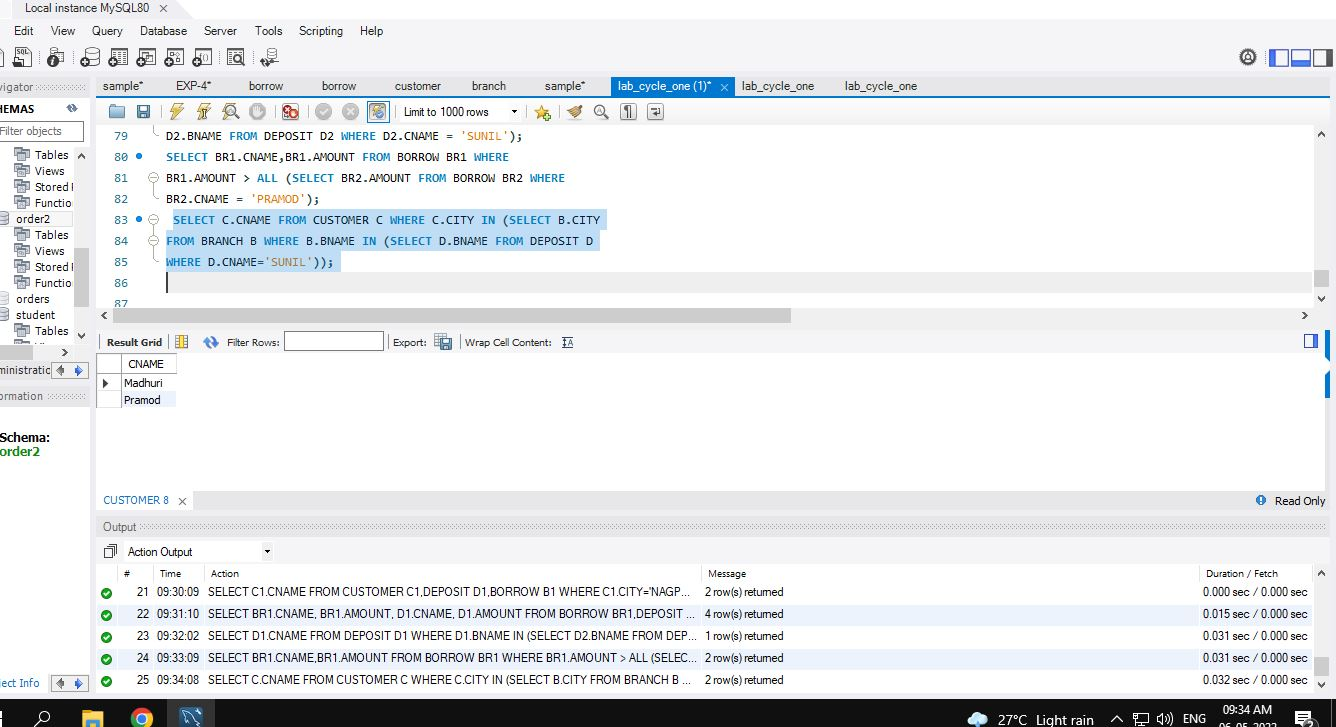 Local instance MySQL80
Edit View Query Database Server Tools Scripting Help
vigator
sample* EXP-4* borrow borrow customer branch sample* lab_cycle_one (1)* lab_cycle_one lab_cycle_one
HEMAS
Filter objects
Limit to 1000 rows
Tables
Views
Stored
Functio
order2
Tables
Views
Stored
Functio
orders
student
Tables
79 D2.BNAME FROM DEPOSIT D2 WHERE D2.CNAME = 'SUNIL');
80 SELECT BR1.CNAME,BR1.AMOUNT FROM BORROW BR1 WHERE
81 BR1.AMOUNT > ALL (SELECT BR2.AMOUNT FROM BORROW BR2 WHERE
82 BR2.CNAME = 'PRAMOD');
83 SELECT C.CNAME FROM CUSTOMER C WHERE C.CITY IN (SELECT B.CITY
84 FROM BRANCH B WHERE B.BNAME IN (SELECT D.BNAME FROM DEPOSIT D
85 WHERE D.CNAME='SUNIL'));
86
87
ministratio
ormation
Schema:
order2
Result Grid Filter Rows: Export: Wrap Cell Content:
CNAME
Madhuri
Pramod
CUSTOMER 8 Read Only
Output
Action Output
# Time Action Message Duration / Fetch
21 09:30:09 SELECT C1.CNAME FROM CUSTOMER C1,DEPOSIT D1,BORROW B1 WHERE C1.CITY='NAGP... 2 row(s) returned 0.000 sec / 0.000 sec
22 09:31:10 SELECT BR1.CNAME, BR1.AMOUNT, D1.CNAME, D1.AMOUNT FROM BORROW BR1,DEPOSIT ... 4 row(s) returned 0.015 sec / 0.000 sec
23 09:32:02 SELECT D1.CNAME FROM DEPOSIT D1 WHERE D1.BNAME IN (SELECT D2.BNAME FROM DEP... 1 row(s) returned 0.031 sec / 0.000 sec
24 09:33:09 SELECT BR1.CNAME,BR1.AMOUNT FROM BORROW BR1 WHERE BR1.AMOUNT > ALL (SELEC... 2 row(s) returned 0.031 sec / 0.000 sec
25 09:34:08 SELECT C.CNAME FROM CUSTOMER C WHERE C.CITY IN (SELECT B.CITY FROM BRANCH B ... 2 row(s) returned 0.032 sec / 0.000 sec
ject Info
27°C Light rain ENG 09:34 AM